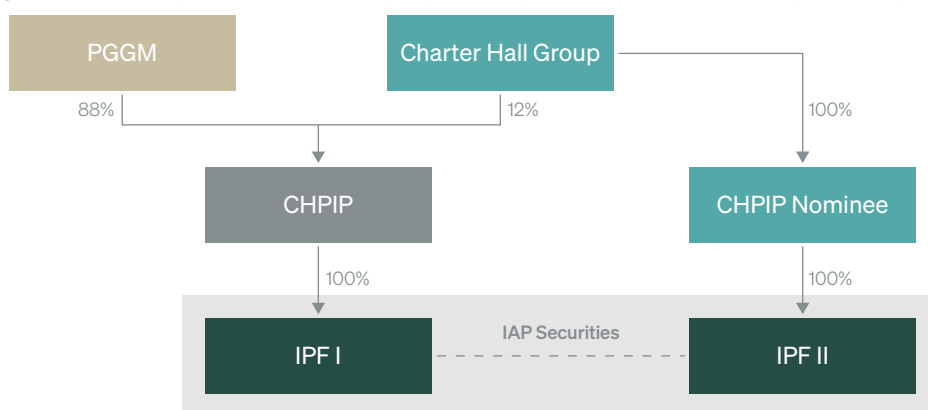 PGGM
Charter Hall Group
88%
12%
100%
CHPIP
CHPIP Nominee
100%
100%
IAP Securities
IPF I
IPF II